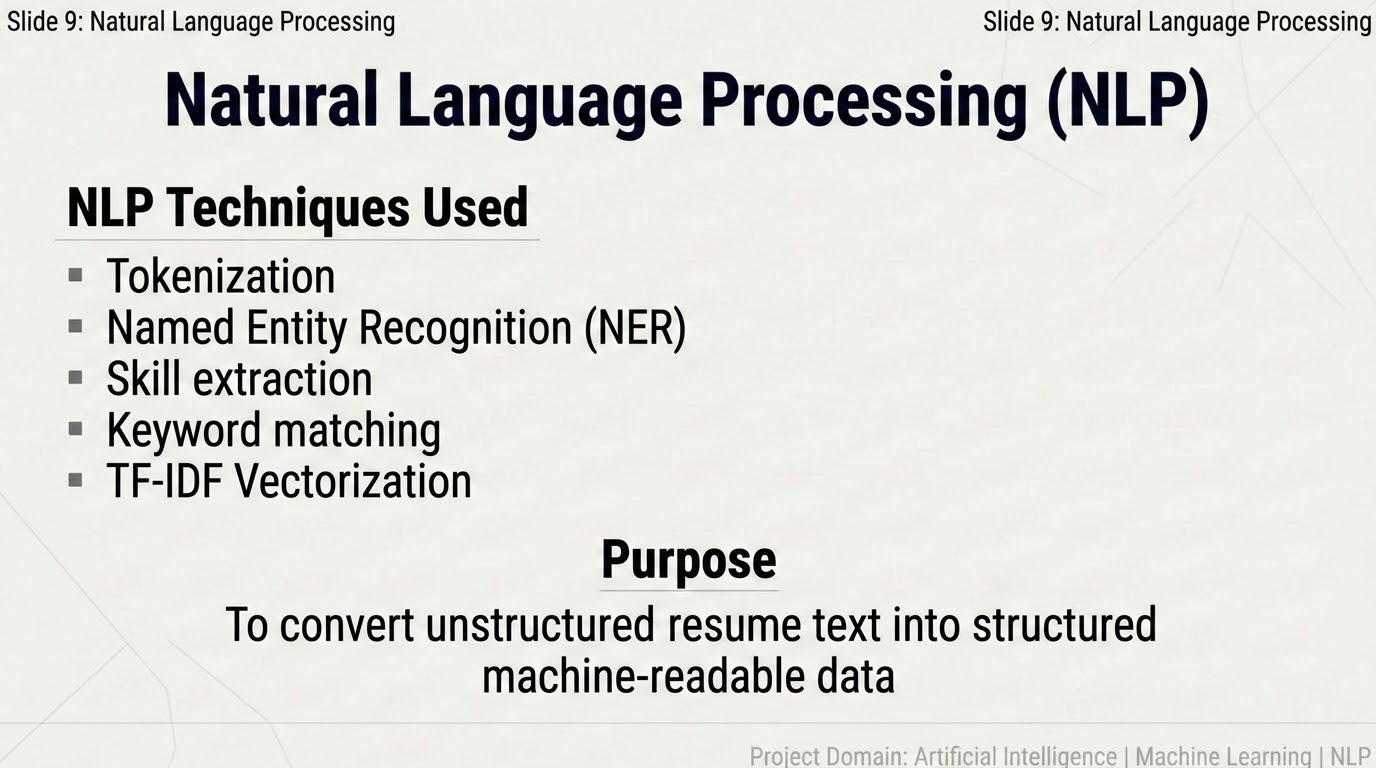 Slide 9: Natural Language Processing
Slide 9: Natural Language Processing
Natural Language Processing (NLP)
NLP Techniques Used
▪ Tokenization
▪ Named Entity Recognition (NER)
▪ Skill extraction
▪ Keyword matching
▪ TF-IDF Vectorization
Purpose
To convert unstructured resume text into structured
machine-readable data
Project Domain: Artificial Intelligence | Machine Learning | NLP